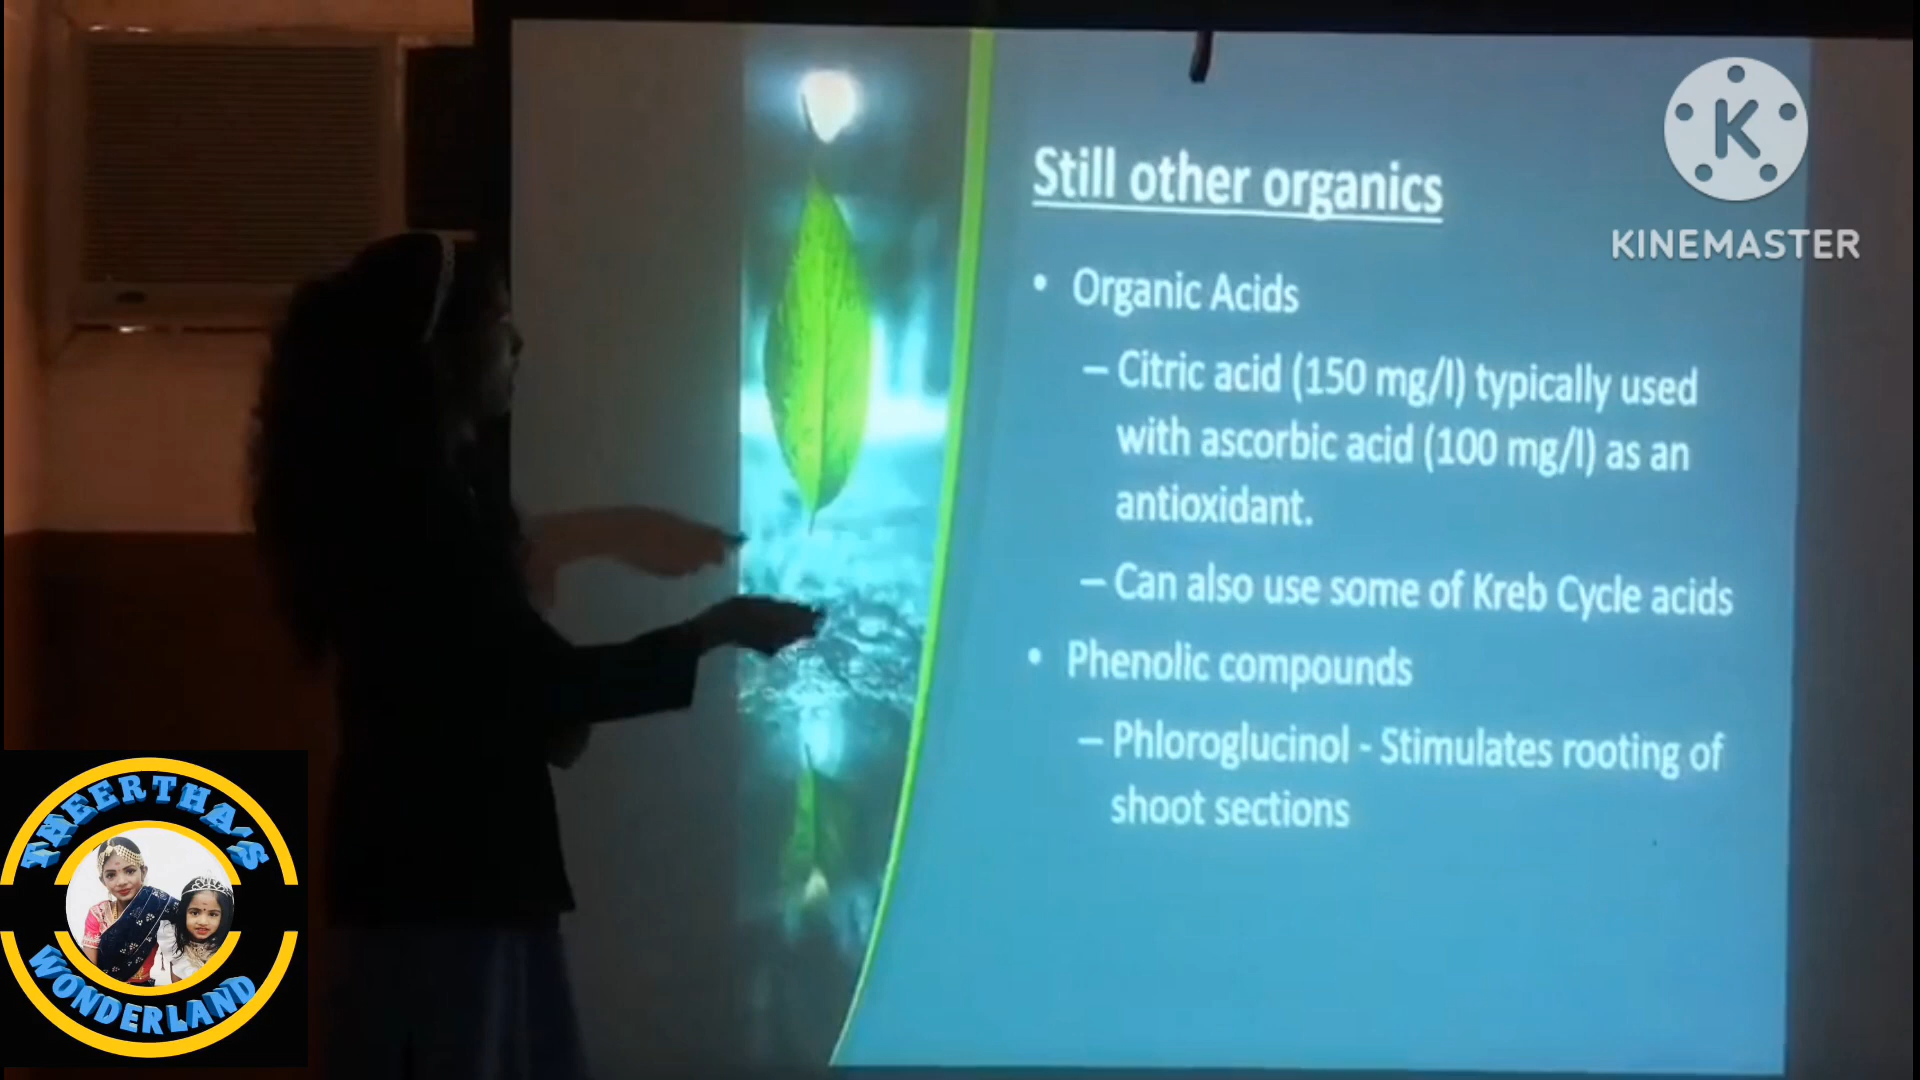 Still other organics
• Organic Acids
– Citric acid (150 mg/l) typically used
with ascorbic acid (100 mg/l) as an
antioxidant.
– Can also use some of Kreb Cycle acids
• Phenolic compounds
– Phloroglucinol - Stimulates rooting of
shoot sections
K
KINEMASTER
THEERTHA'S
WONDERLAND